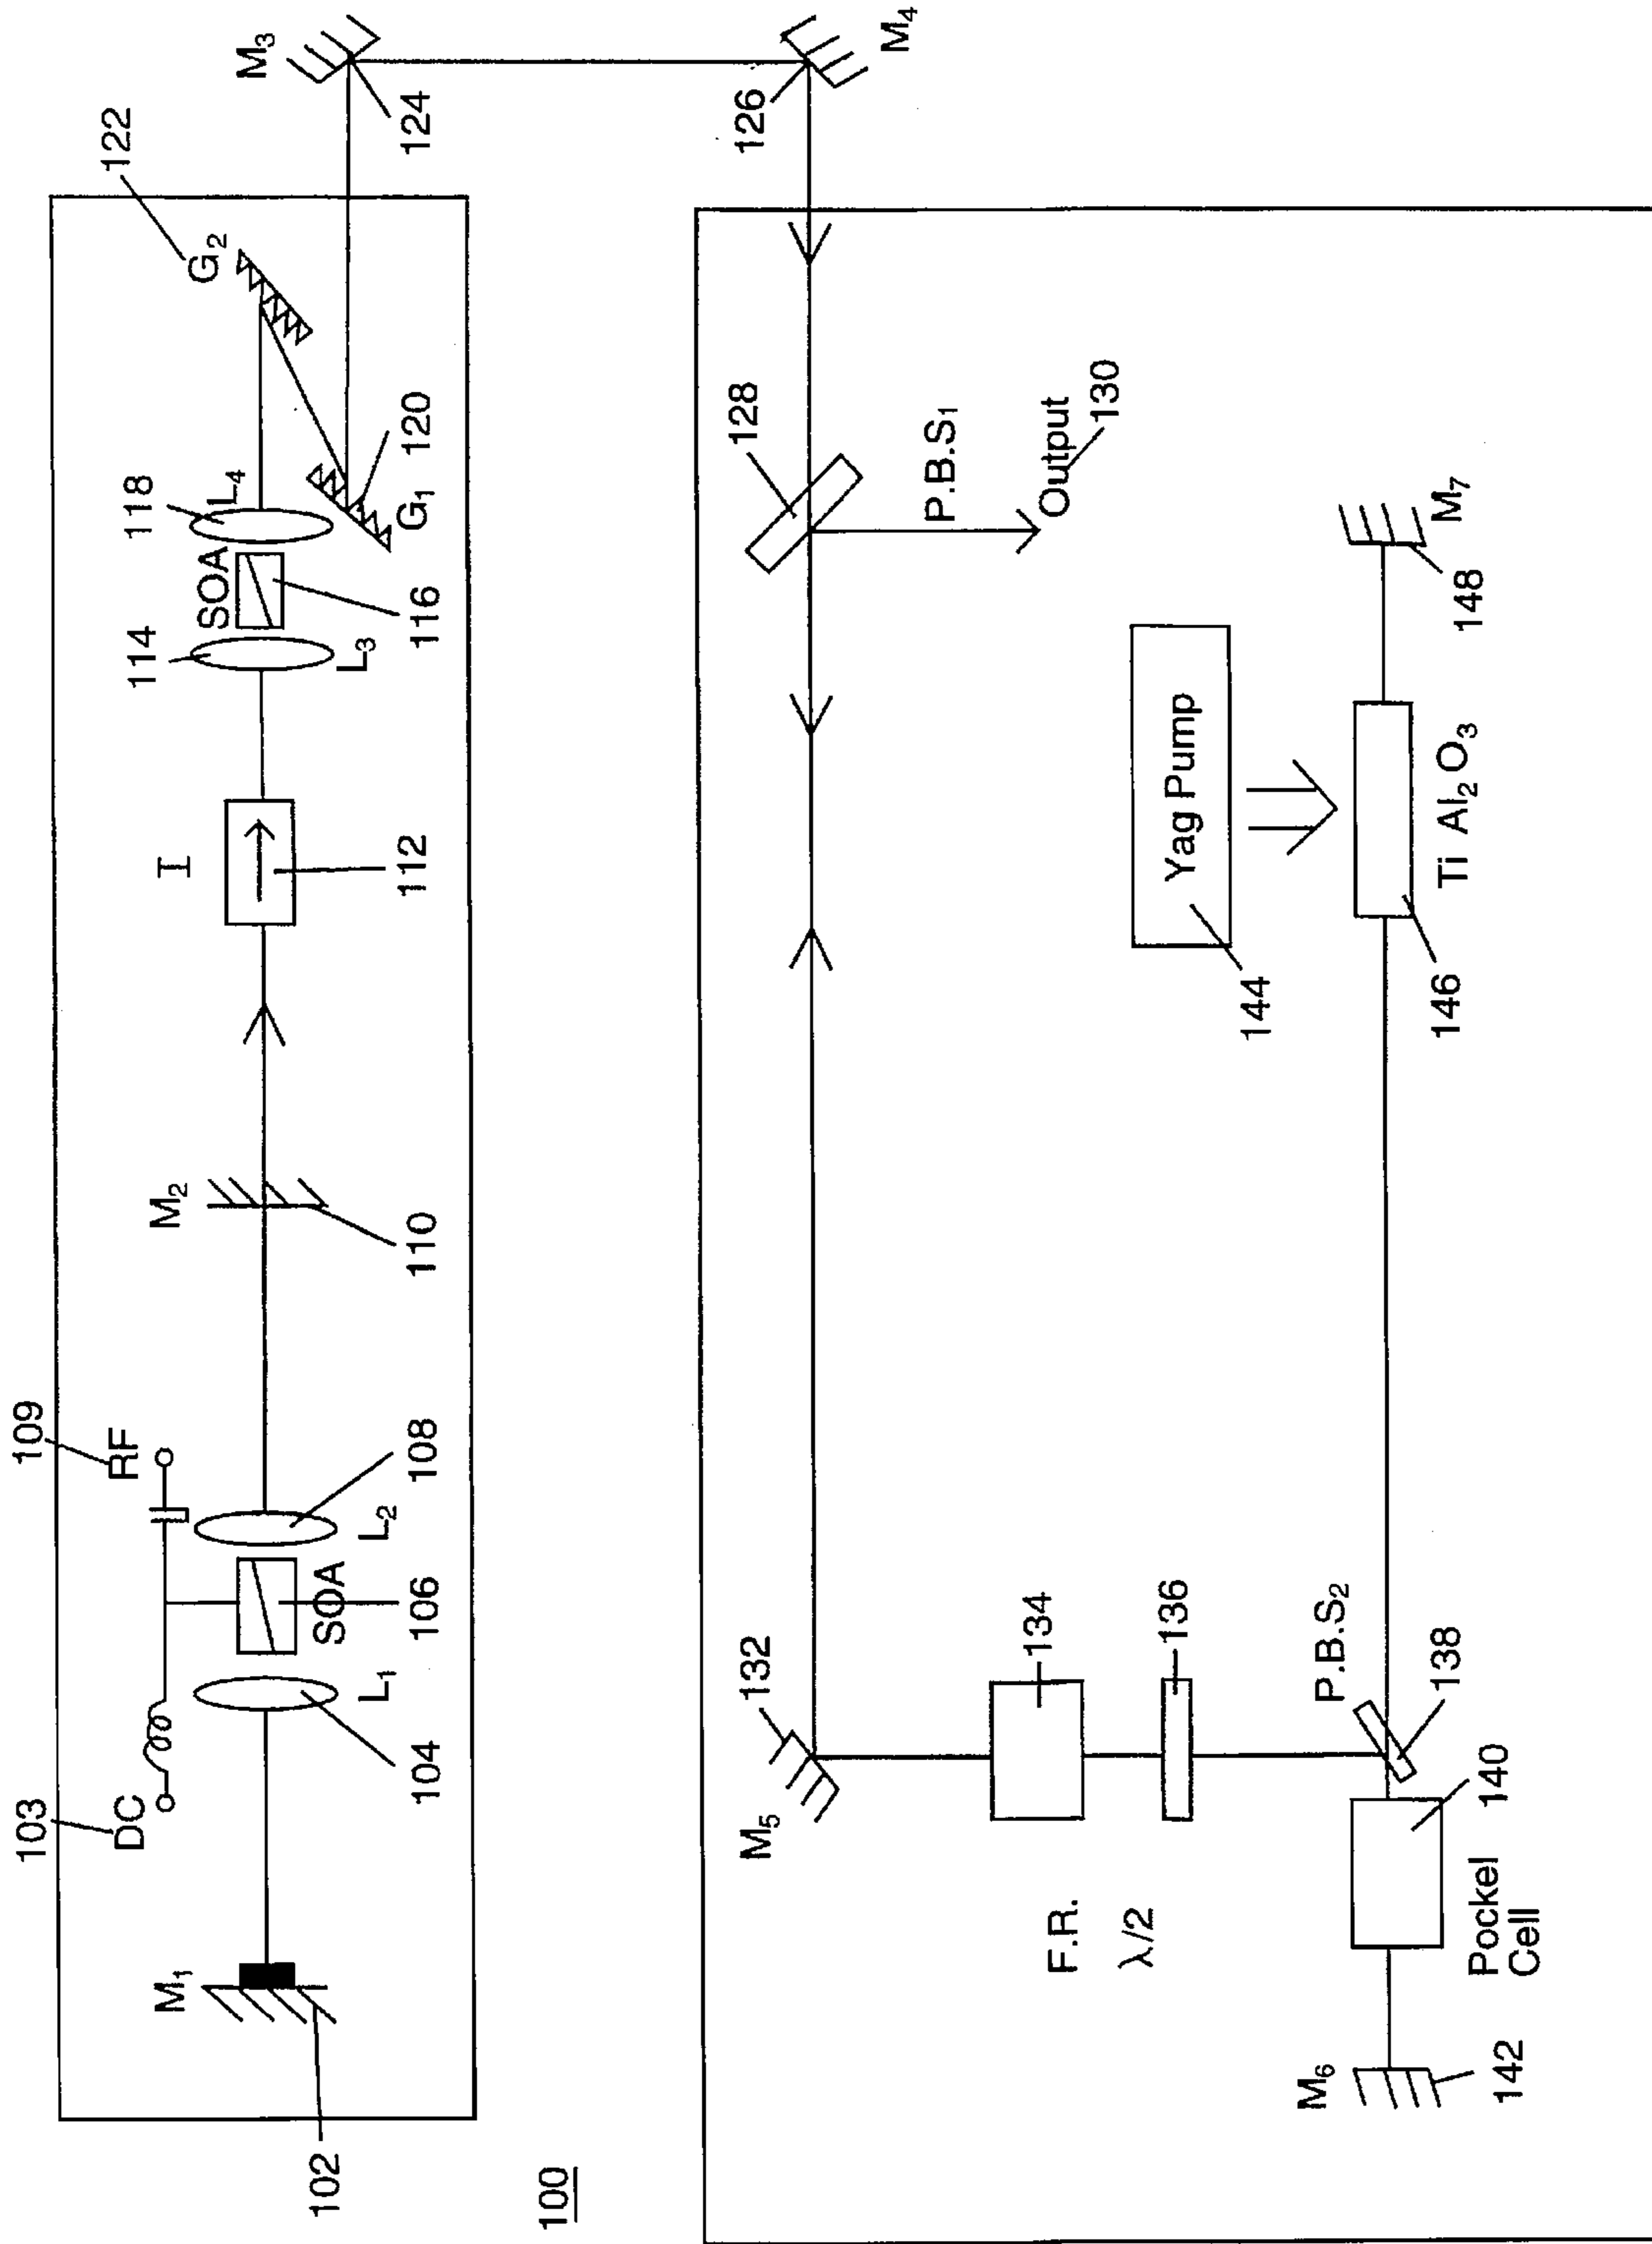 109
RF
103
DC
M₁
L₁
104
SOA
106
L₂
108
102
M₂
110
I
112
114
L₃
SOA
116
118
L₄
G₂
122
120
G₁
M₃
124
126
M₄
100
128
P.B.S₁
Output
130
132
M₅
134
F.R.
136
λ/2
P.B.S₂
138
140
Pockel
Cell
M₆
142
Yag Pump
144
146
Ti Al₂ O₃
148
M₇